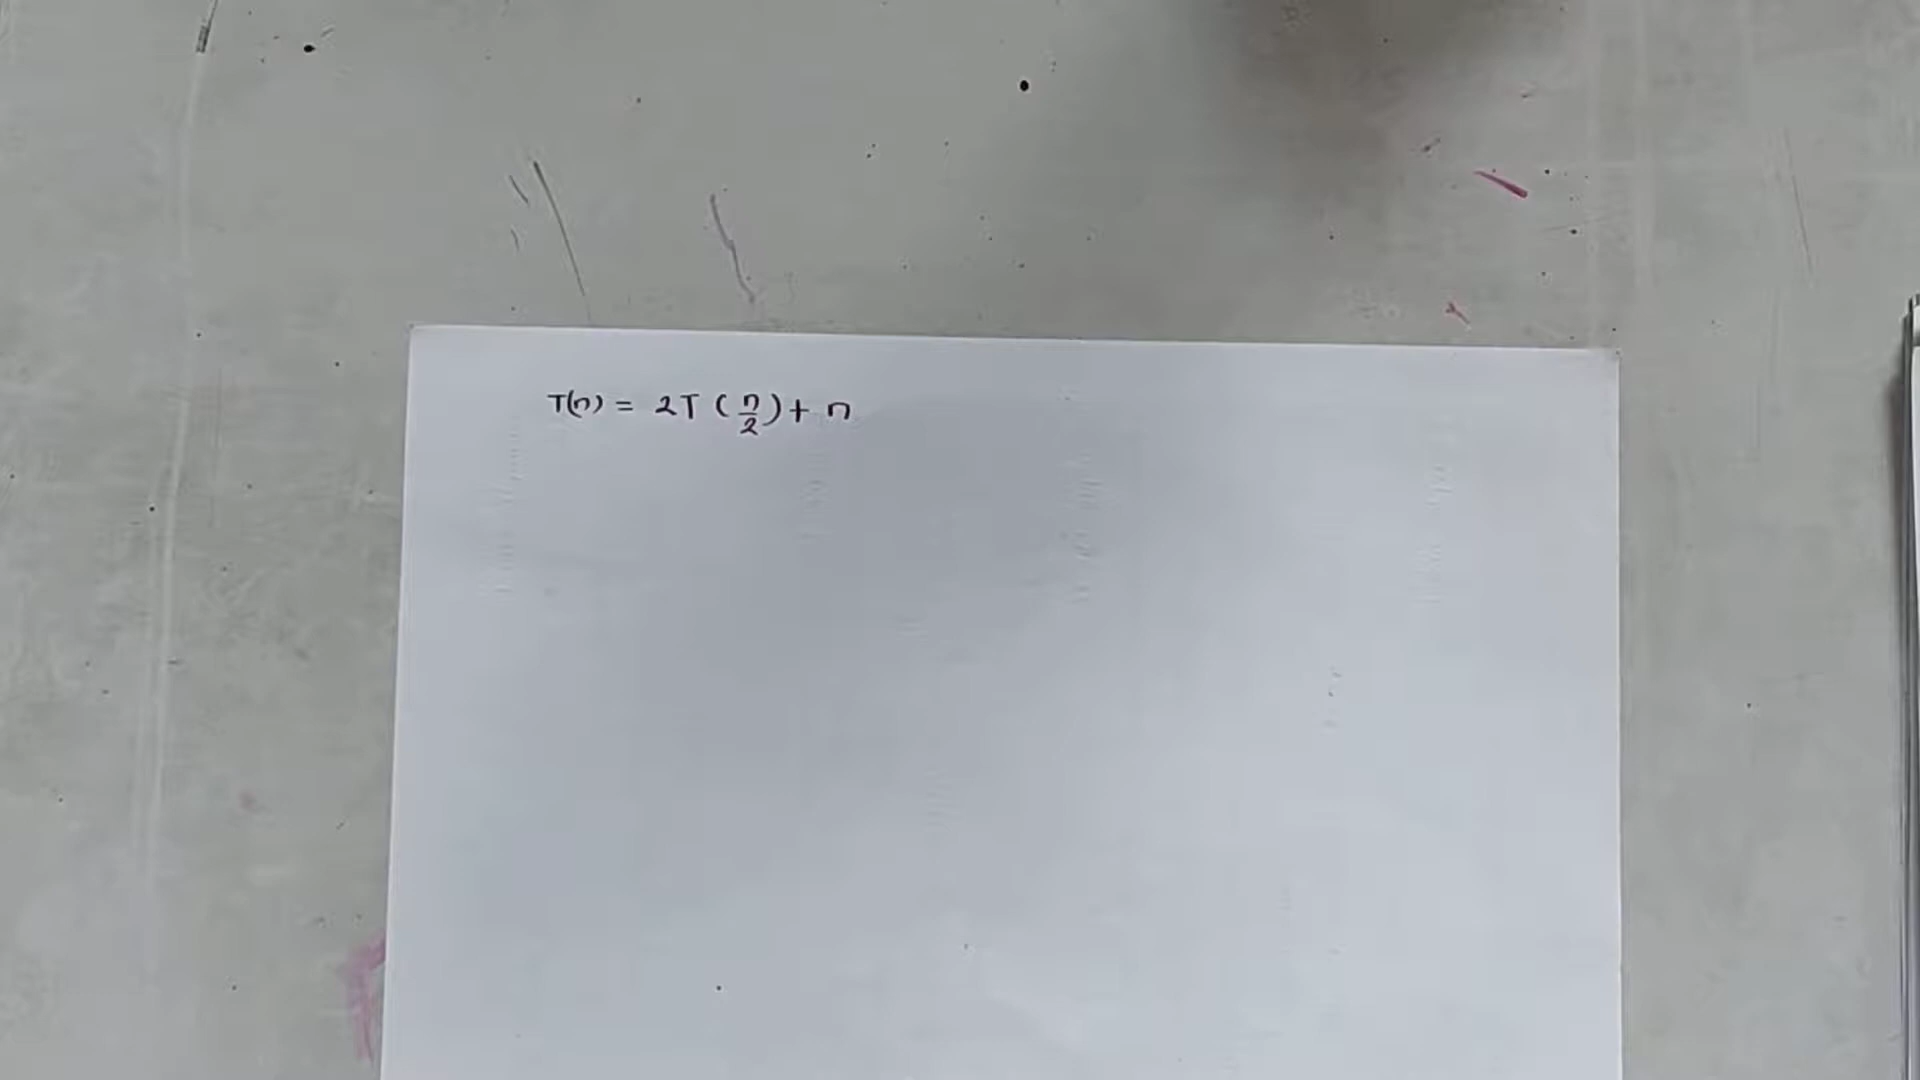 T(n) = 2T(n/2) + n